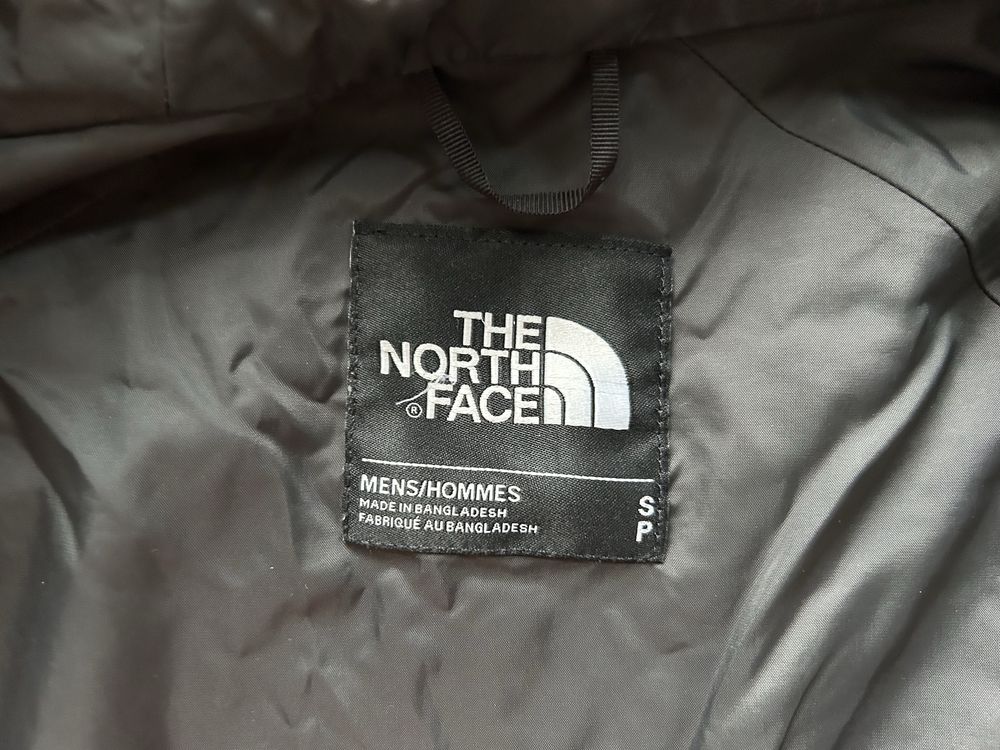 THE
NORTH
® FACE
MENS/HOMMES
MADE IN BANGLADESH
FABRIQUÉ AU BANGLADESH
S
P